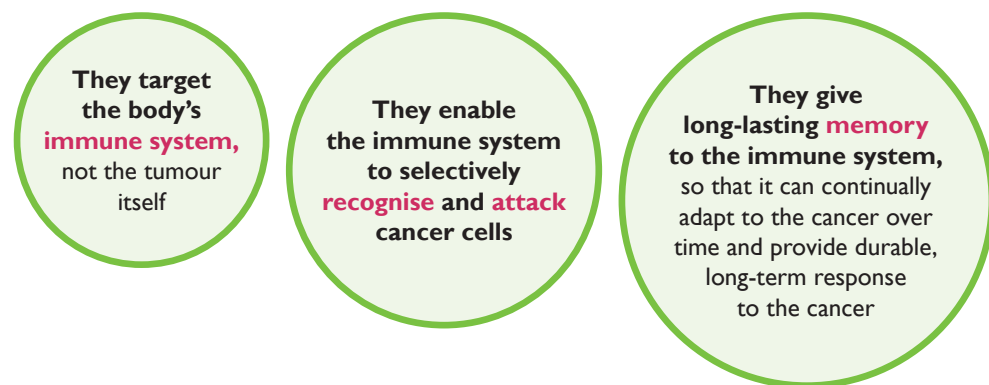 They target
the body’s
immune system,
not the tumour
itself
They enable
the immune system
to selectively
recognise and attack
cancer cells
They give
long-lasting memory
to the immune system,
so that it can continually
adapt to the cancer over
time and provide durable,
long-term response
to the cancer